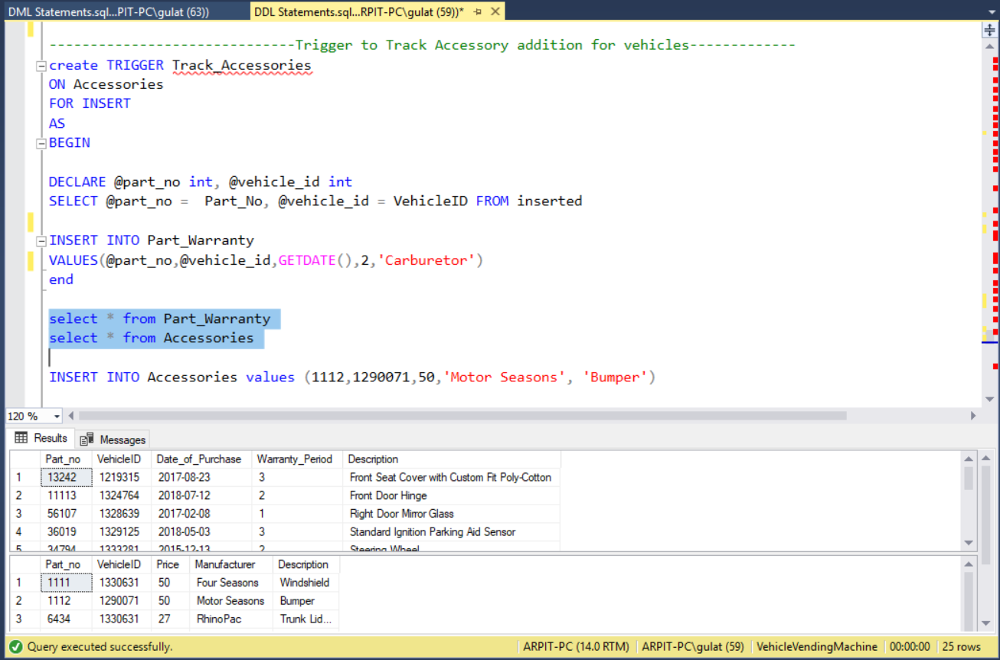 DML Statements.sql...PIT-PC\gulat (63))
DDL Statements.sql...RPIT-PC\gulat (59))*
------------------------------Trigger to Track Accessory addition for vehicles-------------
create TRIGGER Track_Accessories
ON Accessories
FOR INSERT
AS
BEGIN
DECLARE @part_no int, @vehicle_id int
SELECT @part_no =  Part_No, @vehicle_id = VehicleID FROM inserted
INSERT INTO Part_Warranty
VALUES(@part_no,@vehicle_id,GETDATE(),2,'Carburetor')
end
select * from Part_Warranty
select * from Accessories
INSERT INTO Accessories values (1112,1290071,50,'Motor Seasons', 'Bumper')
120 %
Results Messages
Part_no VehicleID Date_of_Purchase Warranty_Period Description
1 13242 1219315 2017-08-23 3 Front Seat Cover with Custom Fit Poly-Cotton
2 11113 1324764 2018-07-12 2 Front Door Hinge
3 56107 1328639 2017-02-08 1 Right Door Mirror Glass
4 36019 1329125 2018-05-03 3 Standard Ignition Parking Aid Sensor
5 34794 1333281 2015-12-13 2 Steering Wheel
Part_no VehicleID Price Manufacturer Description
1 1111 1330631 50 Four Seasons Windshield
2 1112 1290071 50 Motor Seasons Bumper
3 6434 1330631 27 RhinoPac Trunk Lid...
Query executed successfully. ARPIT-PC (14.0 RTM) ARPIT-PC\gulat (59) VehicleVendingMachine 00:00:00 25 rows